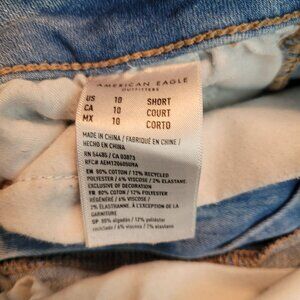 AMERICAN EAGLE
OUTFITTERS
US 10 SHORT
CA 10 COURT
MX 10 CORTO
MADE IN CHINA / FABRIQUÉ EN CHINE /
HECHO EN CHINA
RN 54485 / CA 03873
EN 80% COTTON / 12% RECYCLED
POLYESTER / 6% VISCOSE / 2% ELASTANE
EXCLUSIVE OF DECORATION
FR 80% COTON / 12% POLYESTER
RECYCLÉ / 6% VISCOSE /
2% ÉLASTHANNE À L'EXCEPTION DE LA
GARNITURE
SP 80% algodón / 12% poliéster
reciclado / 6% viscosa / 2% elastano